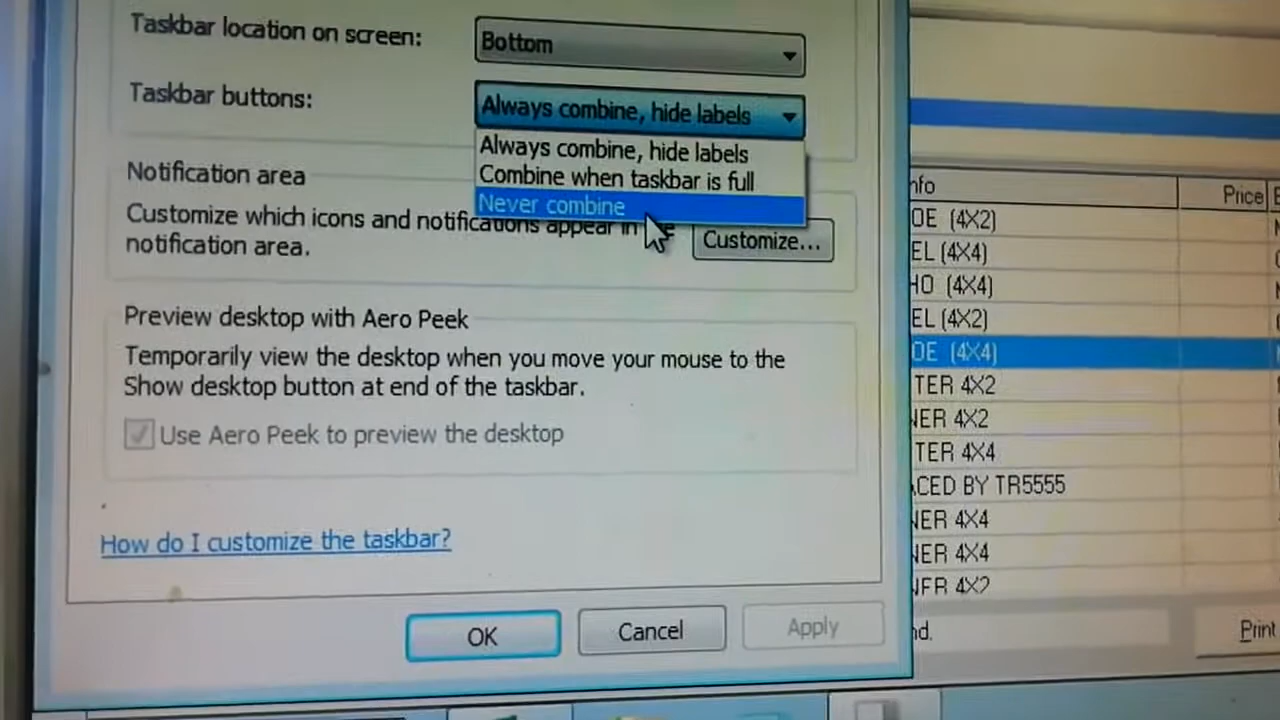 Taskbar location on screen:
Bottom
Taskbar buttons:
Always combine, hide labels
Always combine, hide labels
Combine when taskbar is full
Never combine
Notification area
Customize which icons and notifications appear in
notification area.
Customize...
Preview desktop with Aero Peek
Temporarily view the desktop when you move your mouse to the
Show desktop button at end of the taskbar.
Use Aero Peek to preview the desktop
How do I customize the taskbar?
OK
Cancel
Apply
nfo
Price
OE (4X2)
EL (4X4)
HO (4X4)
EL (4X2)
OE (4X4)
TER 4X2
NER 4X2
TER 4X4
ACED BY TR5555
NER 4X4
NER 4X4
NER 4X2
nd.
Print